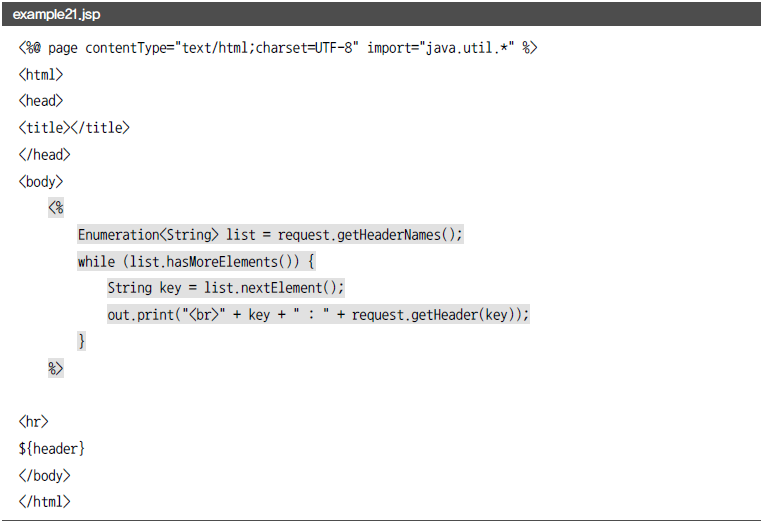 example21.jsp
<%@ page contentType="text/html;charset=UTF-8" import="java.util.*" %>
<html>
<head>
<title></title>
</head>
<body>
<%
Enumeration<String> list = request.getHeaderNames();
while (list.hasMoreElements()) {
String key = list.nextElement();
out.print("<br>" + key + " : " + request.getHeader(key));
}
%>
<hr>
${header}
</body>
</html>